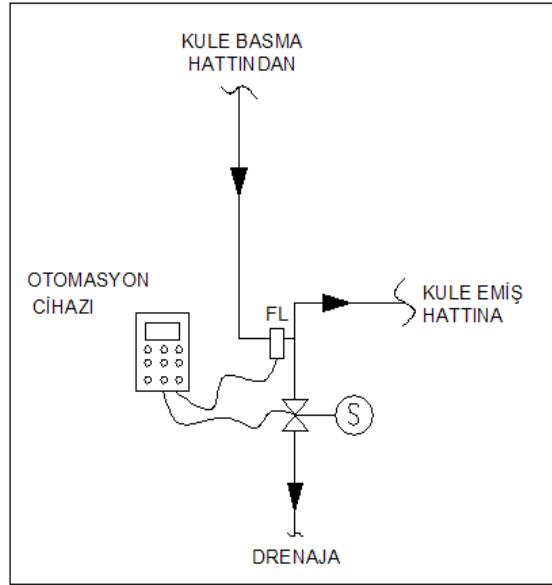 KULE BASMA
HATTINDAN
OTOMASYON
CİHAZI
FL
KULE EMİŞ
HATTINA
S
DRENAJA